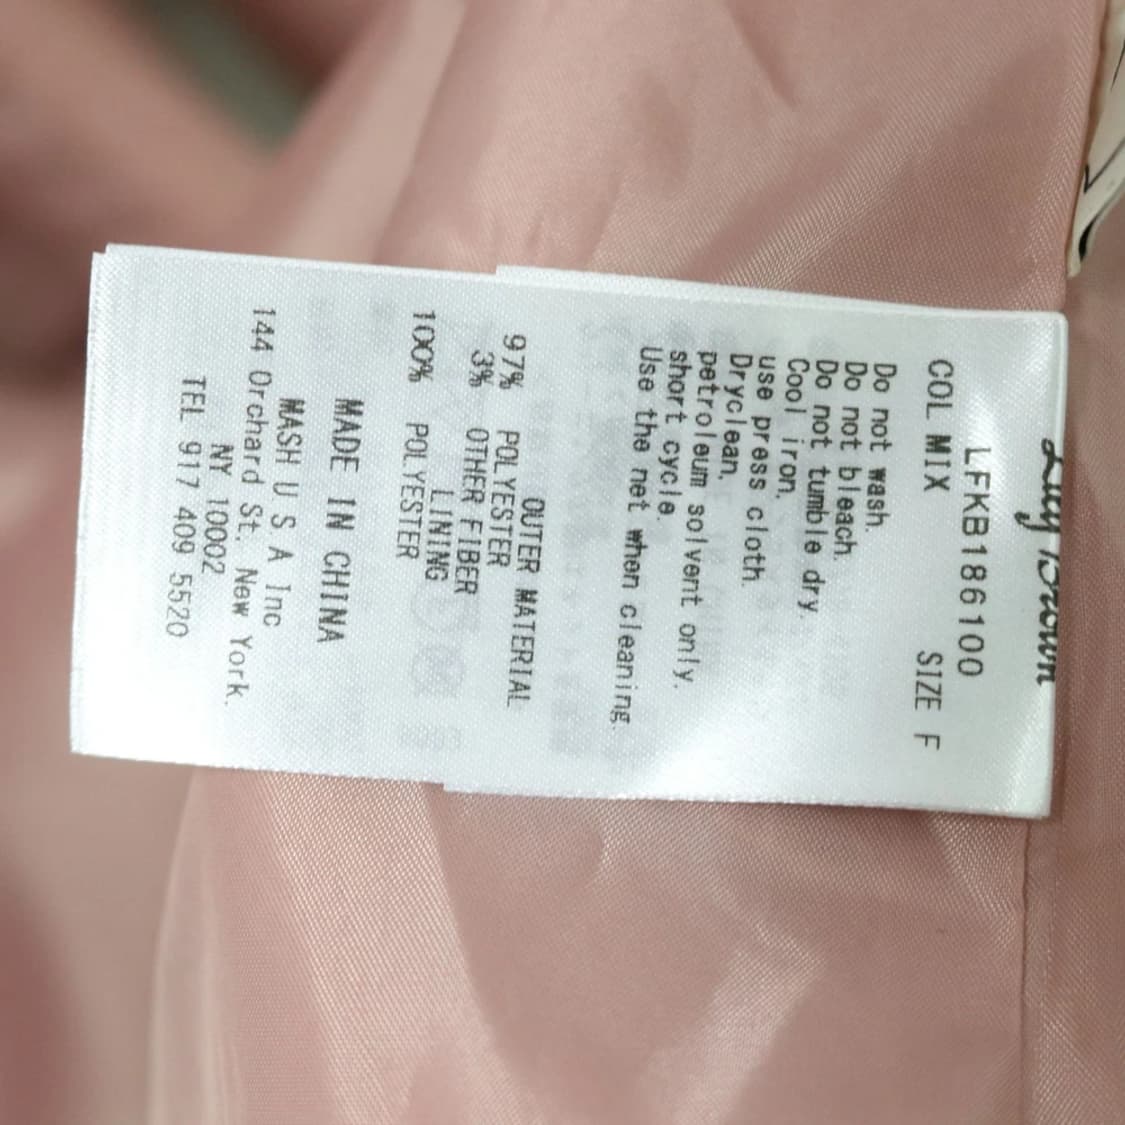 Lily Brown
LFKB186100
COL MIX SIZE F
Do not wash.
Do not bleach.
Do not tumble dry.
Cool iron.
use press cloth.
Dryclean,
petroleum solvent only.
short cycle.
Use the net when cleaning.
OUTER MATERIAL
97% POLYESTER
3% OTHER FIBER
LINING
100% POLYESTER
MADE IN CHINA
MASH U S A Inc
144 Orchard St. New York.
NY 10002
TEL 917 409 5520